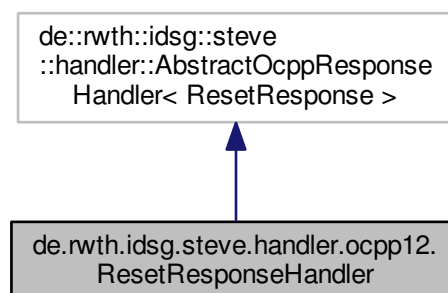 de::rwth::idsg::steve
::handler::AbstractOcppResponse
Handler< ResetResponse >
de.rwth.idsg.steve.handler.ocpp12.
ResetResponseHandler